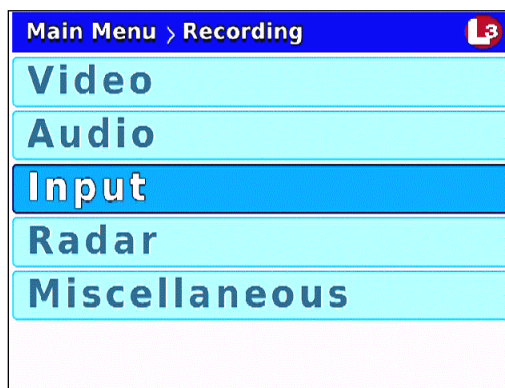 Main Menu > Recording L3
Video
Audio
Input
Radar
Miscellaneous